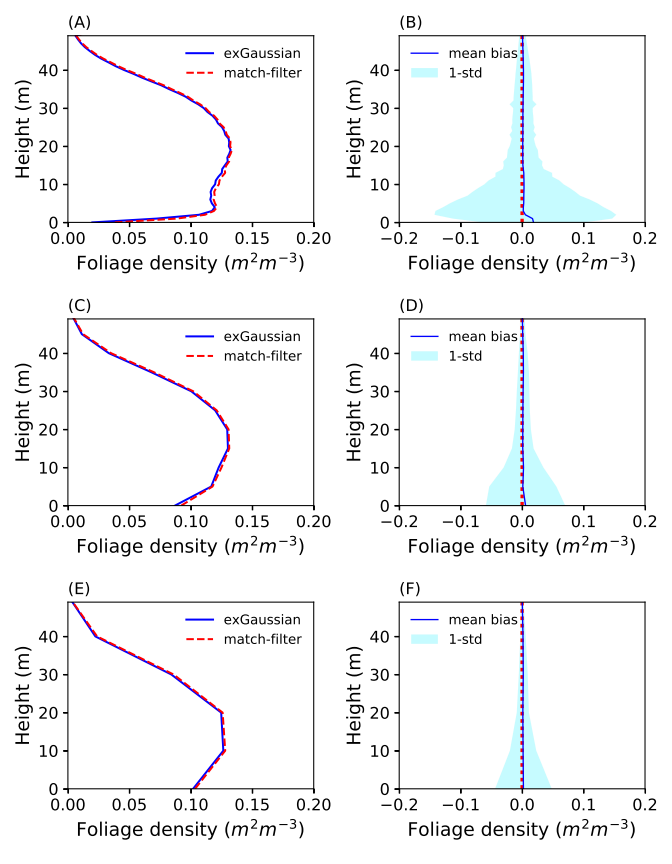 (A)
exGaussian
match-filter
Height (m)
40
30
20
10
0
0.00 0.05 0.10 0.15 0.20
Foliage density (m²m⁻³)
(B)
mean bias
1-std
Height (m)
40
30
20
10
0
−0.2 −0.1 0.0 0.1 0.2
Foliage density (m²m⁻³)
(C)
exGaussian
match-filter
Height (m)
40
30
20
10
0
0.00 0.05 0.10 0.15 0.20
Foliage density (m²m⁻³)
(D)
mean bias
1-std
Height (m)
40
30
20
10
0
−0.2 −0.1 0.0 0.1 0.2
Foliage density (m²m⁻³)
(E)
exGaussian
match-filter
Height (m)
40
30
20
10
0
0.00 0.05 0.10 0.15 0.20
Foliage density (m²m⁻³)
(F)
mean bias
1-std
Height (m)
40
30
20
10
0
−0.2 −0.1 0.0 0.1 0.2
Foliage density (m²m⁻³)